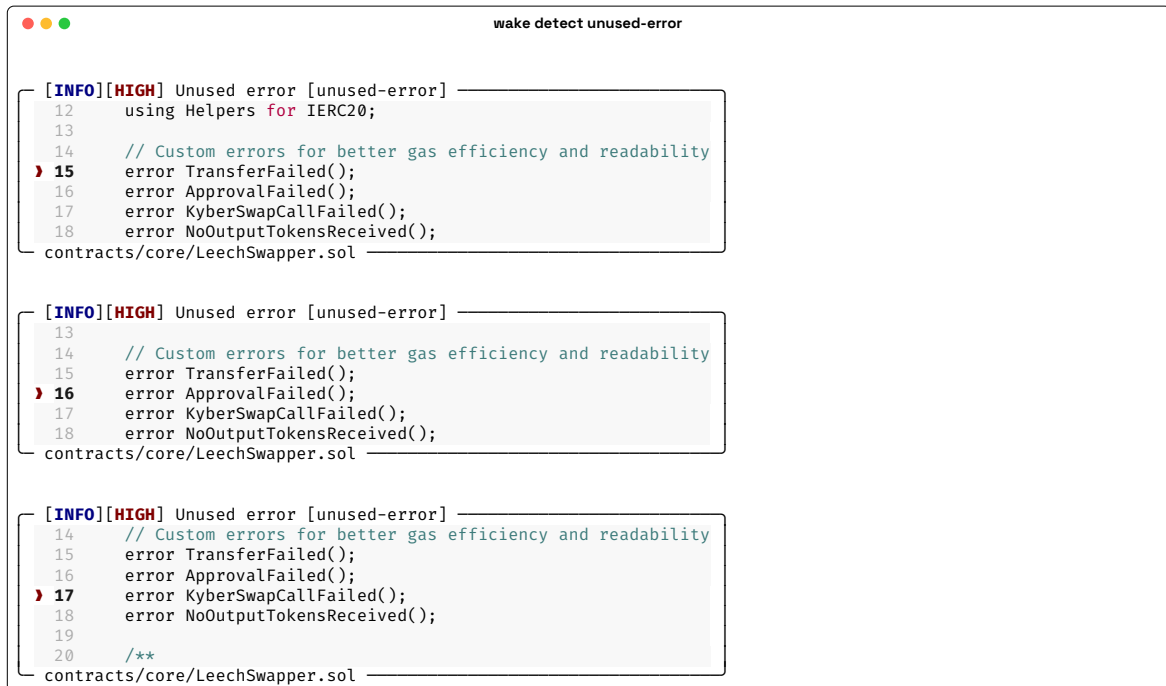 wake detect unused-error
[INFO][HIGH] Unused error [unused-error]
12 using Helpers for IERC20;
13
14 // Custom errors for better gas efficiency and readability
❱ 15 error TransferFailed();
16 error ApprovalFailed();
17 error KyberSwapCallFailed();
18 error NoOutputTokensReceived();
contracts/core/LeechSwapper.sol
[INFO][HIGH] Unused error [unused-error]
13
14 // Custom errors for better gas efficiency and readability
15 error TransferFailed();
❱ 16 error ApprovalFailed();
17 error KyberSwapCallFailed();
18 error NoOutputTokensReceived();
contracts/core/LeechSwapper.sol
[INFO][HIGH] Unused error [unused-error]
14 // Custom errors for better gas efficiency and readability
15 error TransferFailed();
16 error ApprovalFailed();
❱ 17 error KyberSwapCallFailed();
18 error NoOutputTokensReceived();
19
20 /**
contracts/core/LeechSwapper.sol